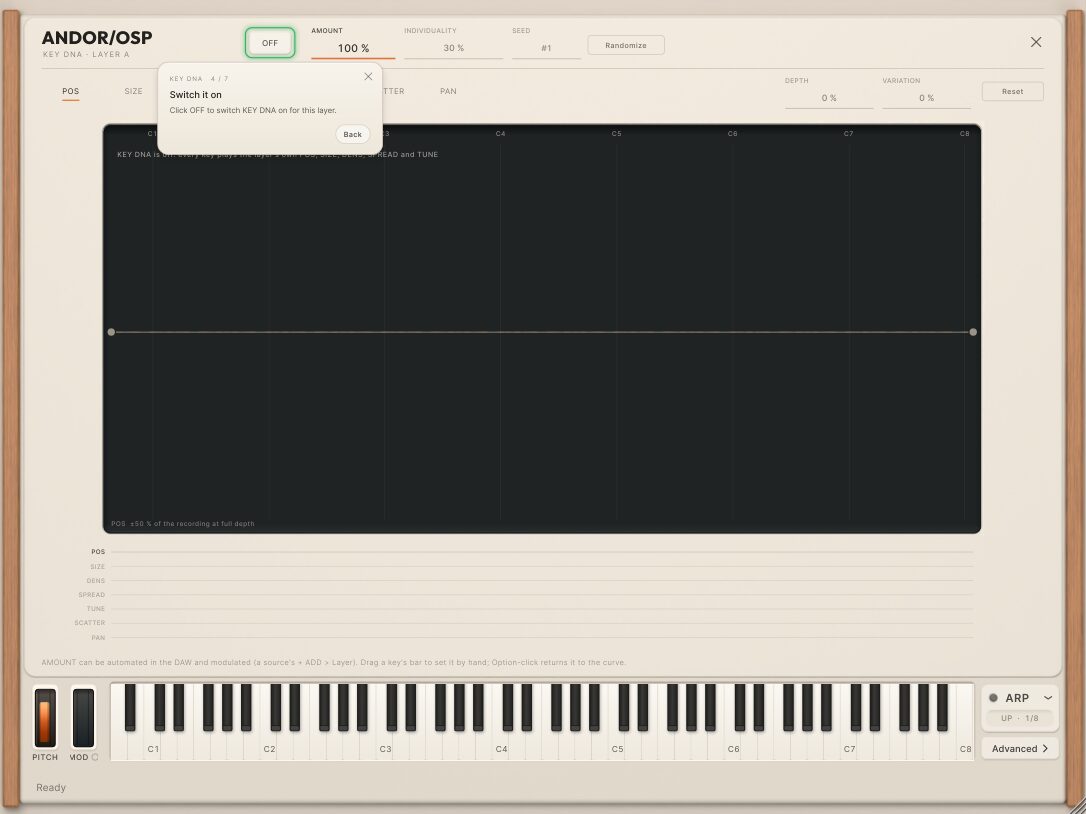 ANDOR/OSP
KEY DNA · LAYER A
OFF
AMOUNT
100 %
INDIVIDUALITY
30 %
SEED
#1
Randomize
KEY DNA 4 / 7
Switch it on
Click OFF to switch KEY DNA on for this layer.
Back
POS
SIZE
TTER
PAN
DEPTH
0 %
VARIATION
0 %
Reset
C1
C3
C4
C5
C6
C7
C8
KEY DNA is off: every key plays the layer's own POS, SIZE, DENS, SPREAD and TUNE
POS ±50 % of the recording at full depth
POS
SIZE
DENS
SPREAD
TUNE
SCATTER
PAN
AMOUNT can be automated in the DAW and modulated (a source's + ADD > Layer). Drag a key's bar to set it by hand; Option-click returns it to the curve.
PITCH
MOD
C1
C2
C3
C4
C5
C6
C7
C8
ARP
UP · 1/8
Advanced
Ready